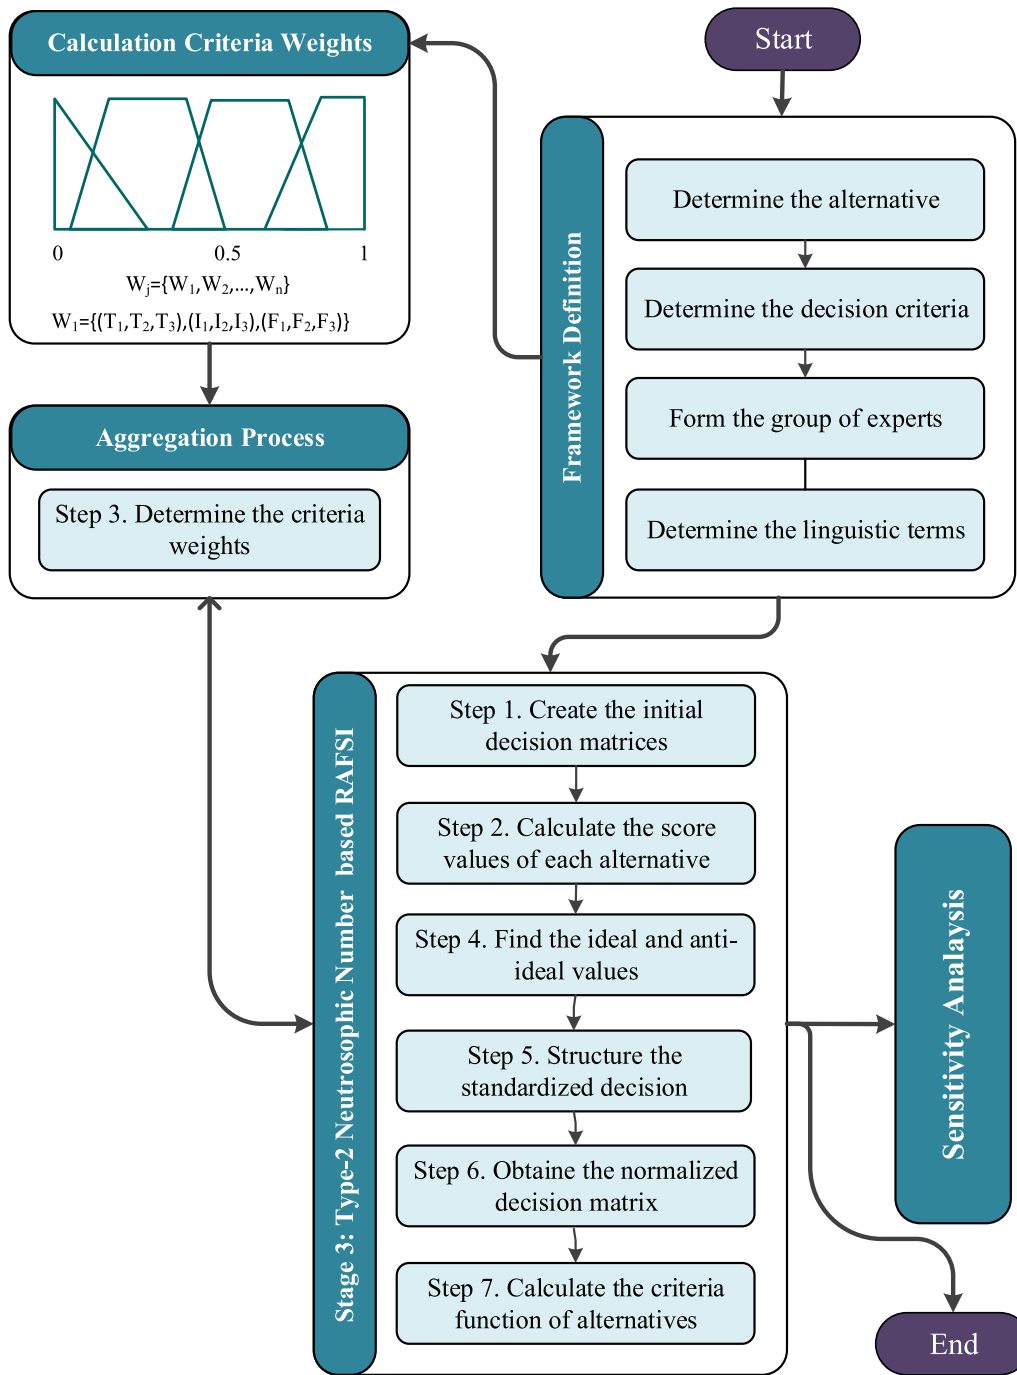 Start
Framework Definition
Determine the alternative
Determine the decision criteria
Form the group of experts
Determine the linguistic terms
Calculation Criteria Weights
0 0.5 1
Wj={W1,W2,...,Wn}
W1={(T1,T2,T3),(I1,I2,I3),(F1,F2,F3)}
Aggregation Process
Step 3. Determine the criteria
weights
Stage 3: Type-2 Neutrosophic Number based RAFSI
Step 1. Create the initial
decision matrices
Step 2. Calculate the score
values of each alternative
Step 4. Find the ideal and anti-
ideal values
Step 5. Structure the
standardized decision
Step 6. Obtaine the normalized
decision matrix
Step 7. Calculate the criteria
function of alternatives
Sensitivity Analaysis
End